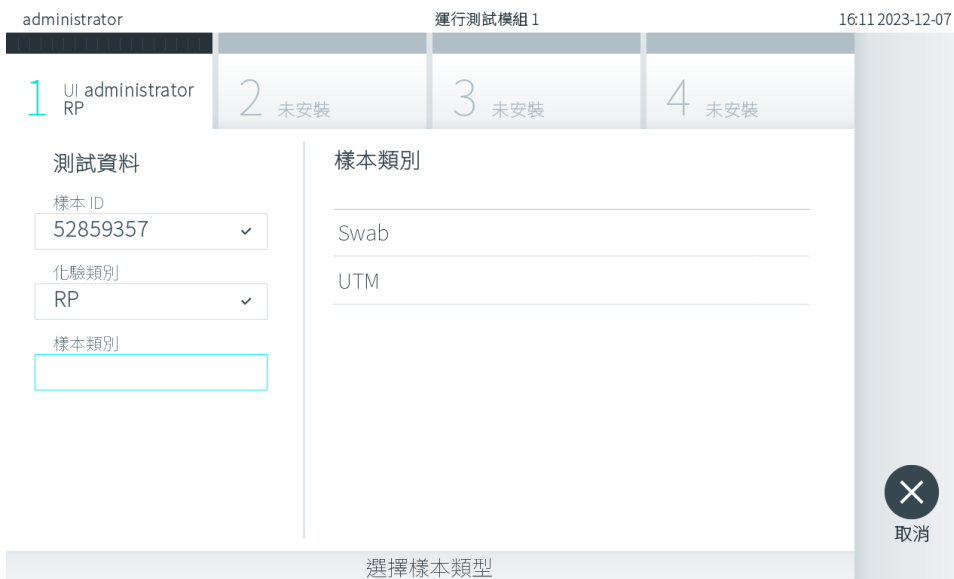 administrator
運行測試模組 1
16:11 2023-12-07
1 UI administrator
RP
2 未安裝
3 未安裝
4 未安裝
測試資料
樣本 ID
52859357
化驗類別
RP
樣本類別
樣本類別
Swab
UTM
取消
選擇樣本類型